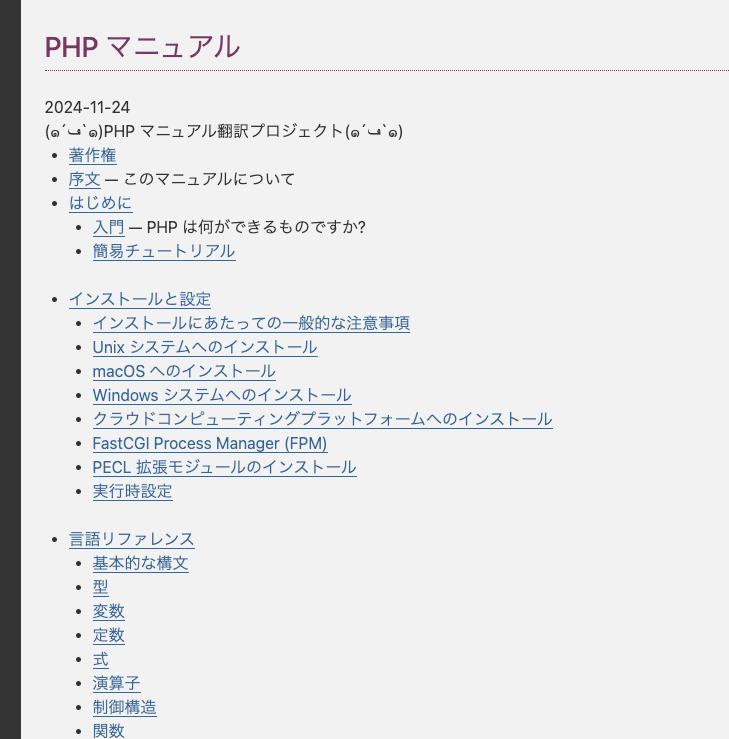 PHP マニュアル
2024-11-24
(๑´ڡ`๑)PHP マニュアル翻訳プロジェクト(๑´ڡ`๑)
著作権
序文 — このマニュアルについて
はじめに
入門 — PHP は何ができるものですか?
簡易チュートリアル
インストールと設定
インストールにあたっての一般的な注意事項
Unix システムへのインストール
macOS へのインストール
Windows システムへのインストール
クラウドコンピューティングプラットフォームへのインストール
FastCGI Process Manager (FPM)
PECL 拡張モジュールのインストール
実行時設定
言語リファレンス
基本的な構文
型
変数
定数
式
演算子
制御構造
関数